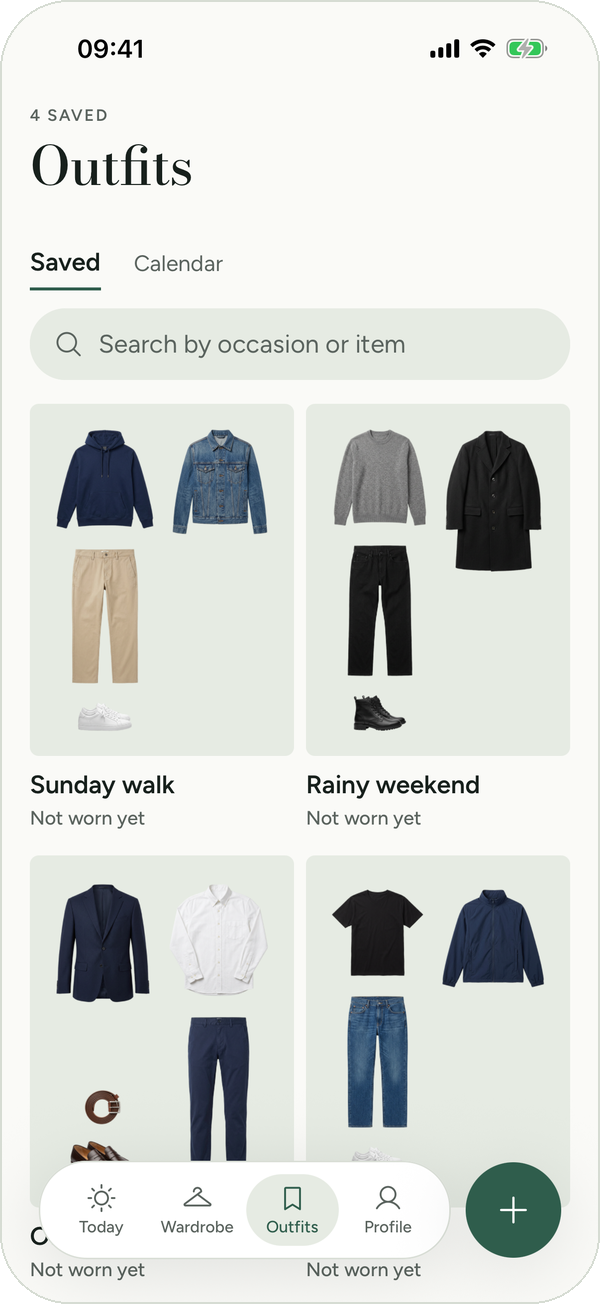 09:41
4 SAVED
Outfits
Saved Calendar
Search by occasion or item
Sunday walk Rainy weekend
Not worn yet Not worn yet
Today Wardrobe Outfits Profile
Not worn yet Not worn yet